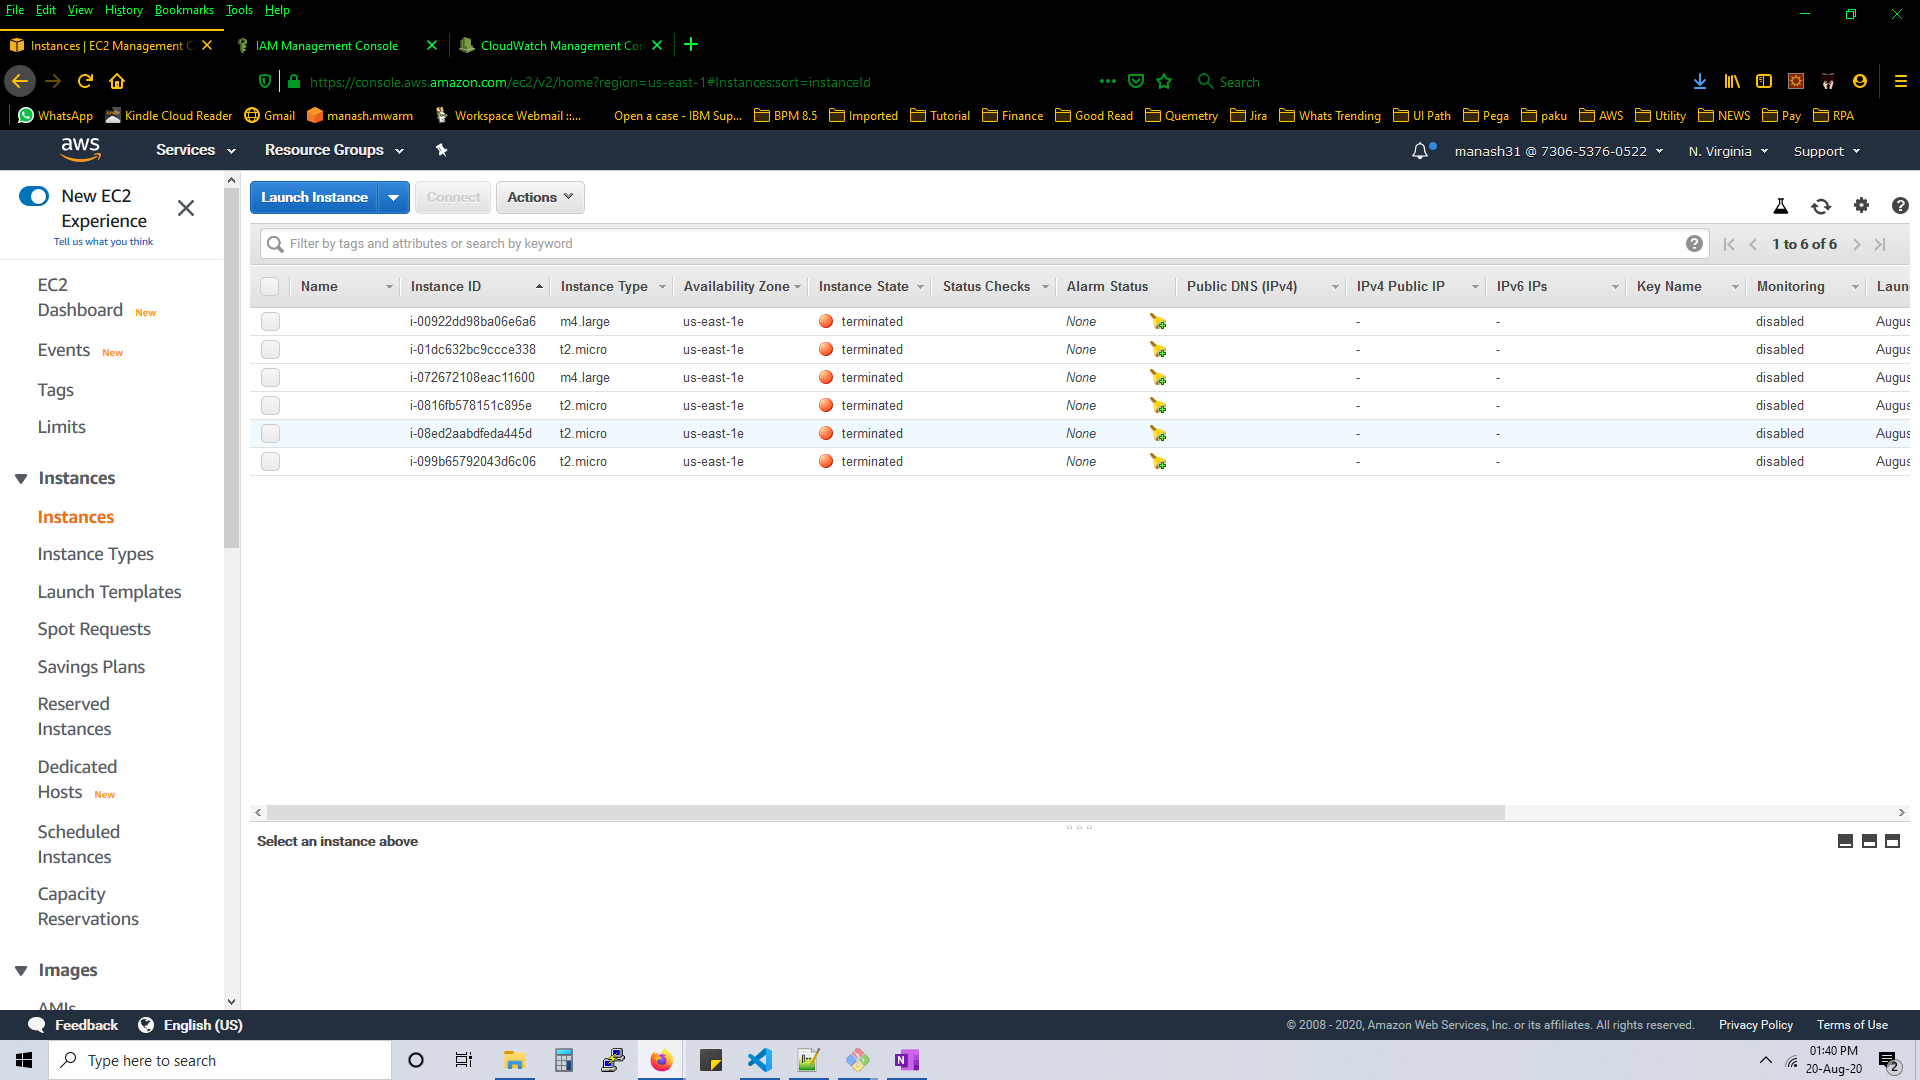 File Edit View History Bookmarks Tools Help
Instances | EC2 Management C
IAM Management Console
CloudWatch Management Con
https://console.aws.amazon.com/ec2/v2/home?region=us-east-1#Instances:sort=instanceId
Search
WhatsApp Kindle Cloud Reader Gmail manash.mwarm Workspace Webmail ::... Open a case - IBM Sup... BPM 8.5 Imported Tutorial Finance Good Read Quemetry Jira Whats Trending UI Path Pega paku AWS Utility NEWS Pay RPA
aws Services Resource Groups manash31 @ 7306-5376-0522 N. Virginia Support
New EC2
Experience
Tell us what you think
EC2
Dashboard New
Events New
Tags
Limits
Instances
Instances
Instance Types
Launch Templates
Spot Requests
Savings Plans
Reserved
Instances
Dedicated
Hosts New
Scheduled
Instances
Capacity
Reservations
Images
AMIs
Launch Instance Connect Actions
Filter by tags and attributes or search by keyword
1 to 6 of 6
Name Instance ID Instance Type Availability Zone Instance State Status Checks Alarm Status Public DNS (IPv4) IPv4 Public IP IPv6 IPs Key Name Monitoring Laun
i-00922dd98ba06e6a6 m4.large us-east-1e terminated None - - disabled Augus
i-01dc632bc9ccce338 t2.micro us-east-1e terminated None - - disabled Augus
i-072672108eac11600 m4.large us-east-1e terminated None - - disabled Augus
i-0816fb578151c895e t2.micro us-east-1e terminated None - - disabled Augus
i-08ed2aabdfeda445d t2.micro us-east-1e terminated None - - disabled Augus
i-099b65792043d6c06 t2.micro us-east-1e terminated None - - disabled Augus
Select an instance above
Feedback English (US)
© 2008 - 2020, Amazon Web Services, Inc. or its affiliates. All rights reserved. Privacy Policy Terms of Use
Type here to search
01:40 PM
20-Aug-20
2